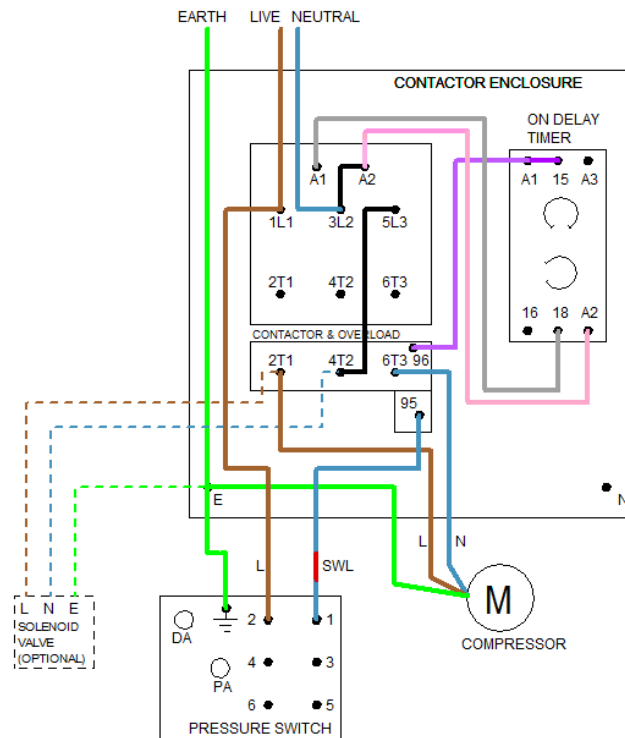 EARTH LIVE NEUTRAL
CONTACTOR ENCLOSURE
ON DELAY
TIMER
A1 A2
A1 15 A3
1L1 3L2 5L3
2T1 4T2 6T3
16 18 A2
CONTACTOR & OVERLOAD
2T1 4T2 6T3 96
95
E N
L N
L SWL
L N E
SOLENOID
VALVE
(OPTIONAL)
M
COMPRESSOR
DA 2 1
4 3
PA
6 5
PRESSURE SWITCH